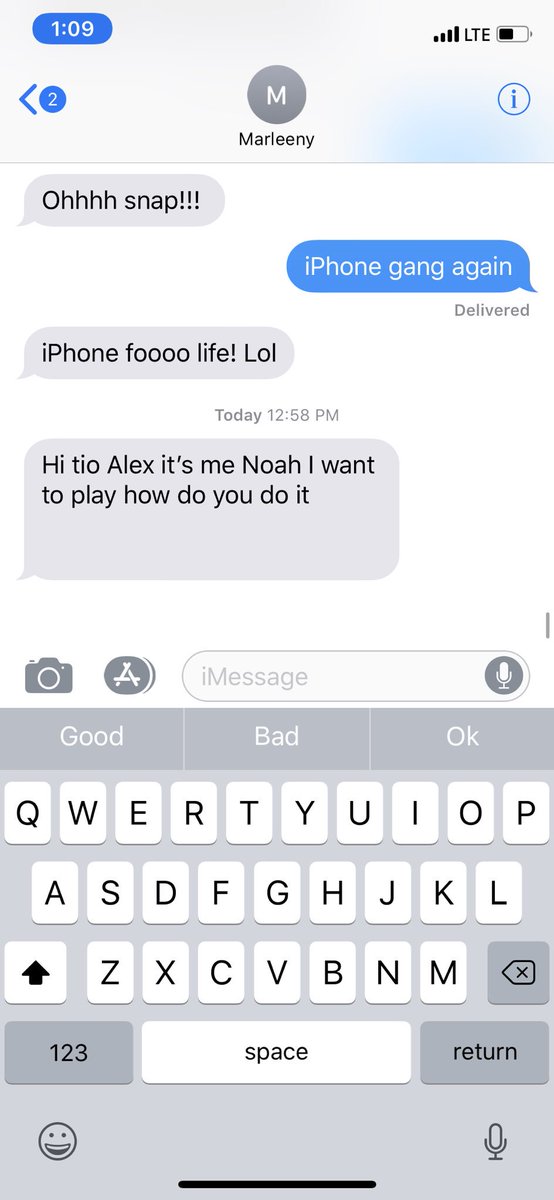 1:09
LTE
2
M
i
Marleeny
Ohhhh snap!!!
iPhone gang again
Delivered
iPhone foooo life! Lol
Today 12:58 PM
Hi tio Alex it’s me Noah I want
to play how do you do it
iMessage
Good Bad Ok
Q W E R T Y U I O P
A S D F G H J K L
Z X C V B N M
123 space return